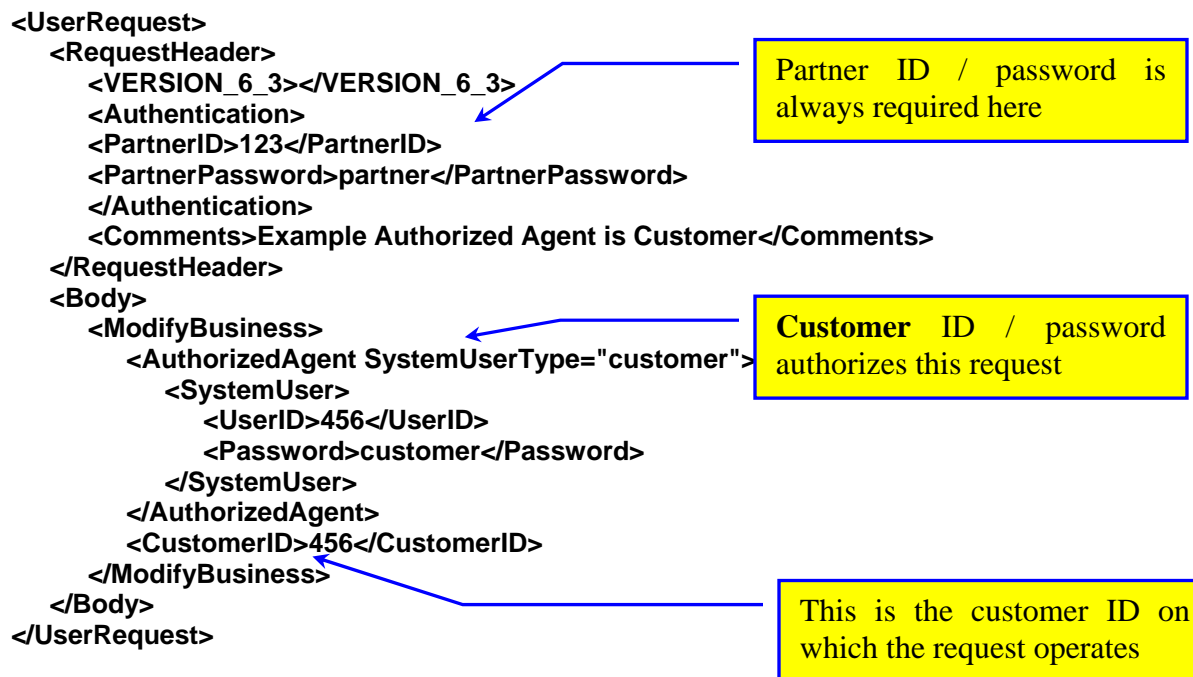 <UserRequest>
<RequestHeader>
<VERSION_6_3></VERSION_6_3>
<Authentication>
<PartnerID>123</PartnerID>
<PartnerPassword>partner</PartnerPassword>
</Authentication>
<Comments>Example Authorized Agent is Customer</Comments>
</RequestHeader>
<Body>
<ModifyBusiness>
<AuthorizedAgent SystemUserType="customer">
<SystemUser>
<UserID>456</UserID>
<Password>customer</Password>
</SystemUser>
</AuthorizedAgent>
<CustomerID>456</CustomerID>
</ModifyBusiness>
</Body>
</UserRequest>
Partner ID / password is
always required here
Customer ID / password
authorizes this request
This is the customer ID on
which the request operates